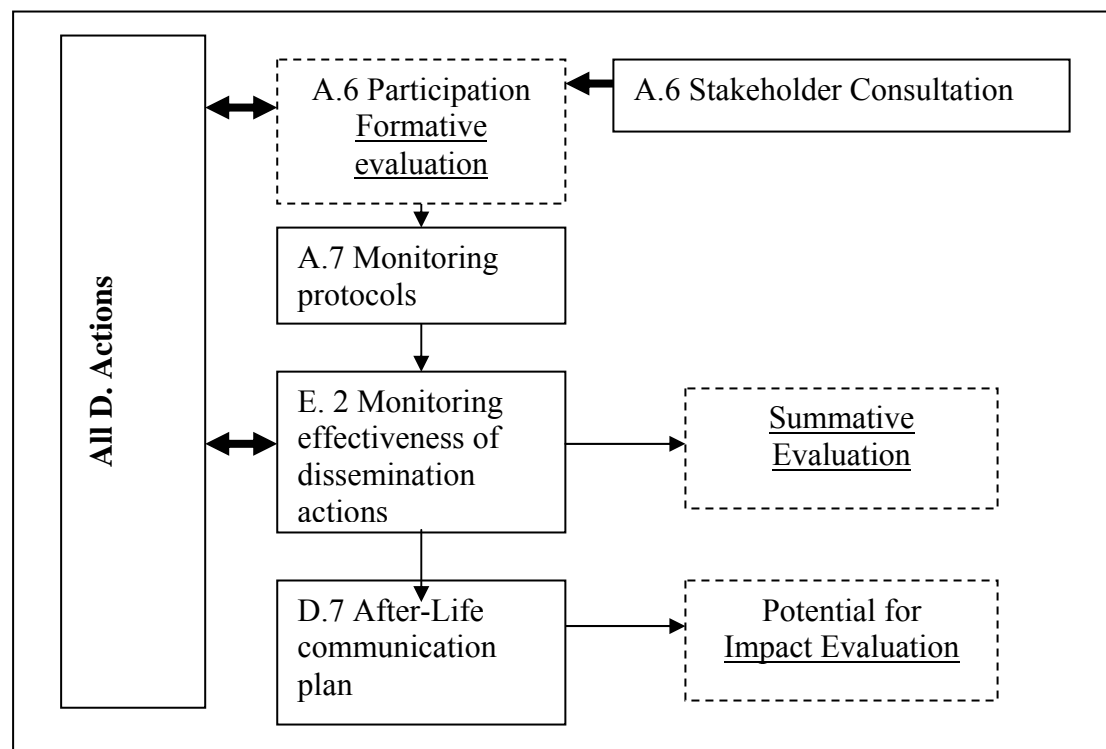 All D. Actions
A.6 Participation
Formative
evaluation
A.6 Stakeholder Consultation
A.7 Monitoring
protocols
E. 2 Monitoring
effectiveness of
dissemination
actions
Summative
Evaluation
D.7 After-Life
communication
plan
Potential for
Impact Evaluation